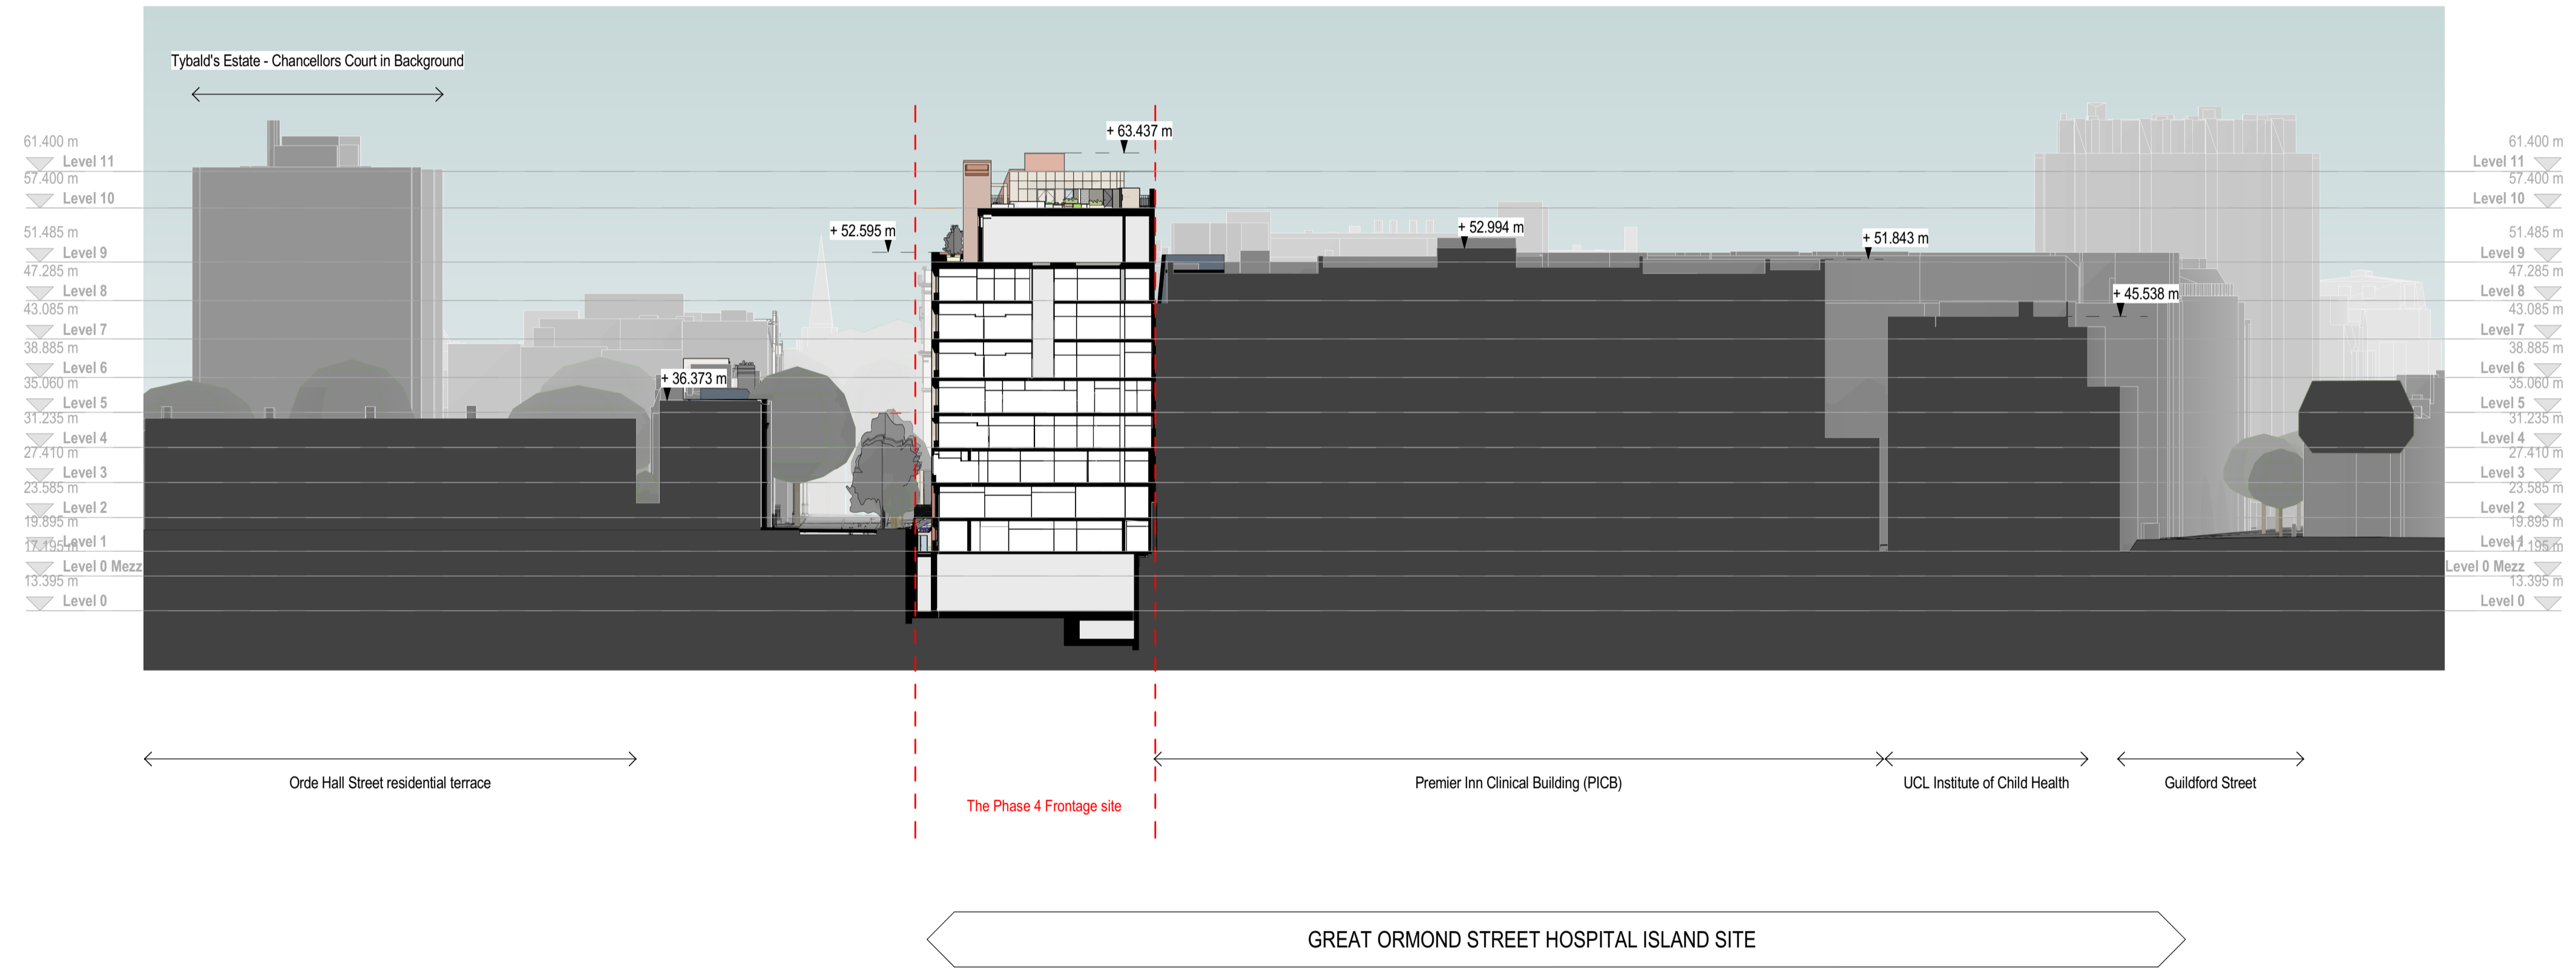 Tybald's Estate - Chancellors Court in Background
+ 63.437 m
+ 52.595 m
+ 52.994 m
+ 51.843 m
+ 45.538 m
+ 36.373 m
61.400 m
Level 11
57.400 m
Level 10
51.485 m
Level 9
47.285 m
Level 8
43.085 m
Level 7
38.885 m
Level 6
35.060 m
Level 5
31.235 m
Level 4
27.410 m
Level 3
23.585 m
Level 2
19.895 m
Level 1
17.195 m
Level 0 Mezz
13.395 m
Level 0
61.400 m
Level 11
57.400 m
Level 10
51.485 m
Level 9
47.285 m
Level 8
43.085 m
Level 7
38.885 m
Level 6
35.060 m
Level 5
31.235 m
Level 4
27.410 m
Level 3
23.585 m
Level 2
19.895 m
Level 1
17.195 m
Level 0 Mezz
13.395 m
Level 0
Orde Hall Street residential terrace
The Phase 4 Frontage site
Premier Inn Clinical Building (PICB)
UCL Institute of Child Health
Guildford Street
GREAT ORMOND STREET HOSPITAL ISLAND SITE